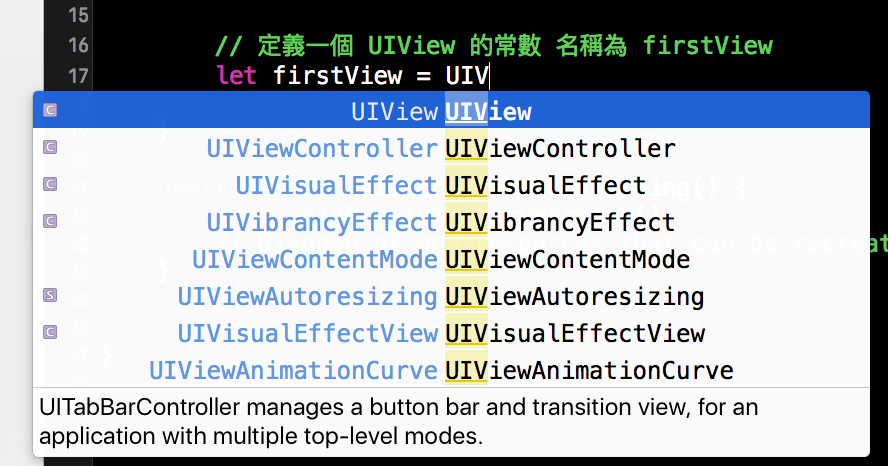 15
16 // 定義一個 UIView 的常數 名稱為 firstView
17 let firstView = UIV
C UIView UIView
C UIViewController UIViewController
C UIVisualEffect UIVisualEffect
C UIVibrancyEffect UIVibrancyEffect
UIViewContentMode UIViewContentMode
S UIViewAutoresizing UIViewAutoresizing
C UIVisualEffectView UIVisualEffectView
UIViewAnimationCurve UIViewAnimationCurve
UITabBarController manages a button bar and transition view, for an
application with multiple top-level modes.